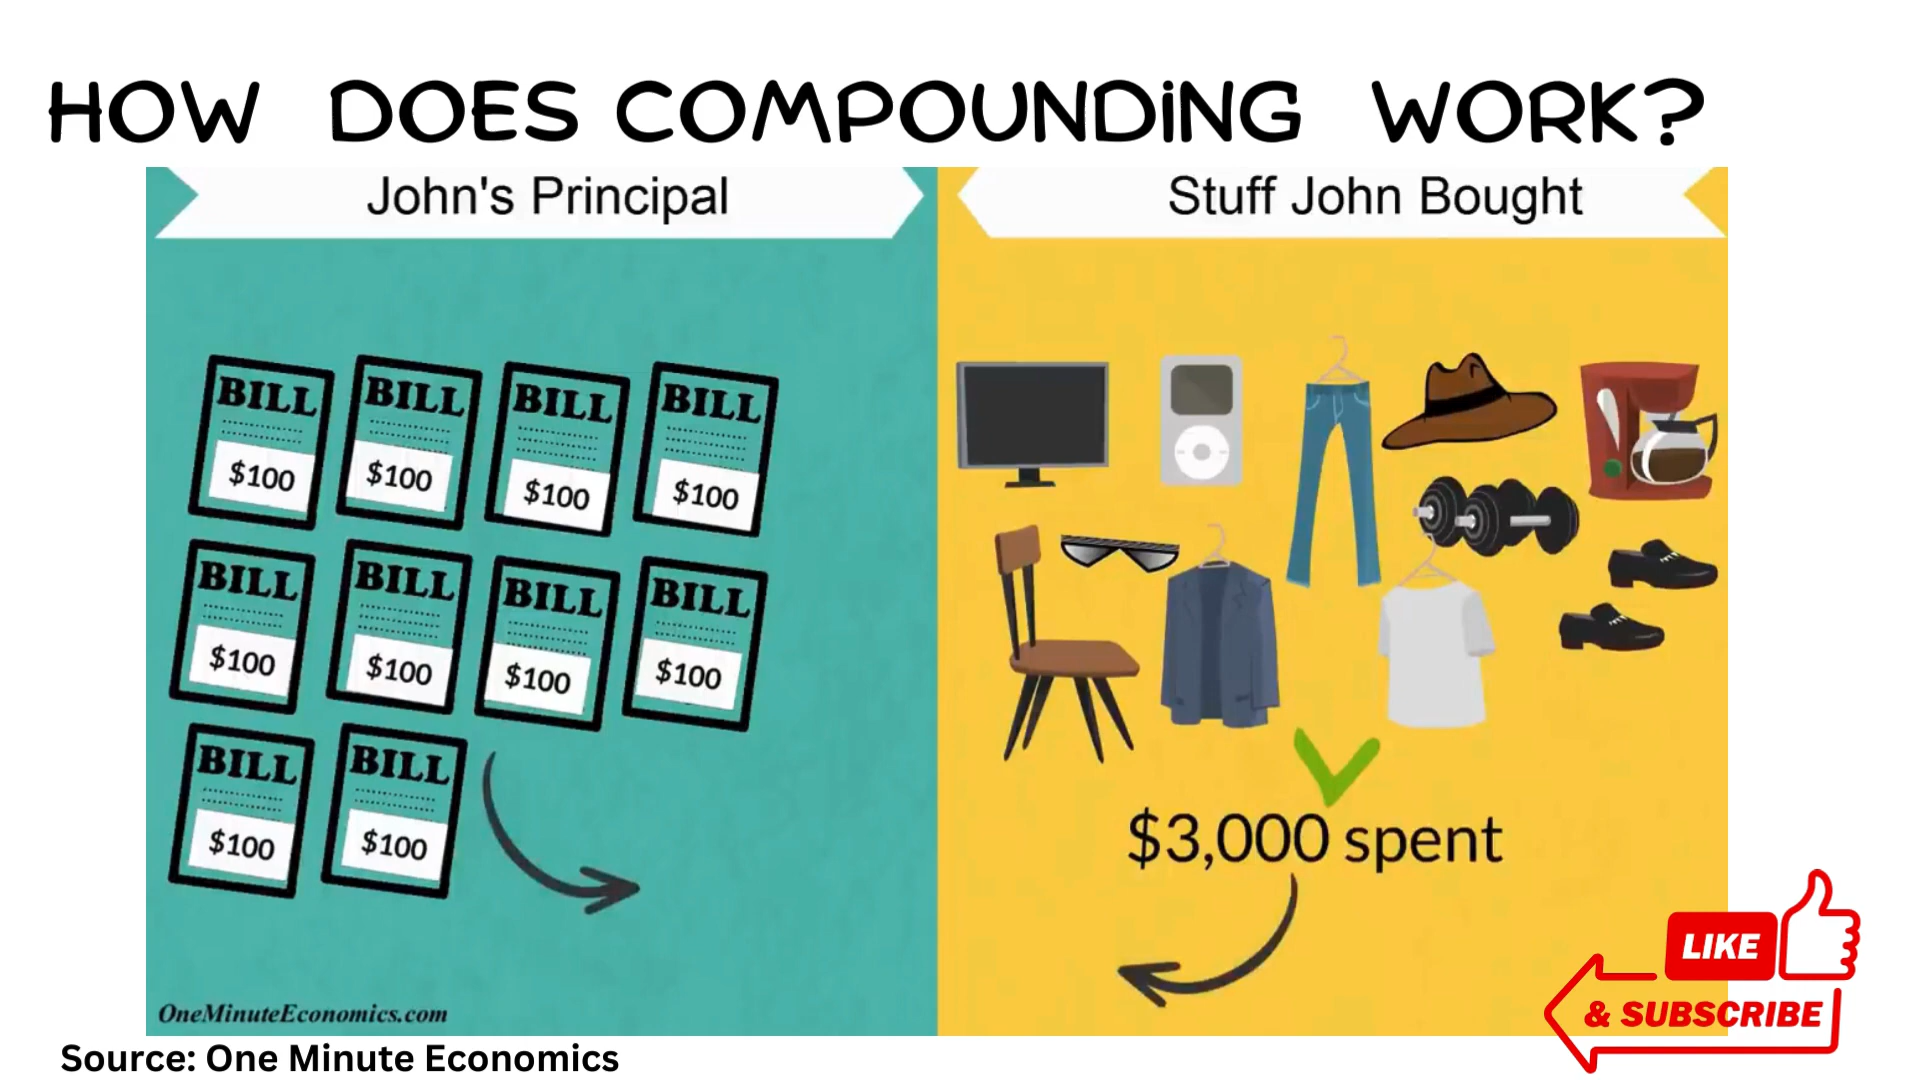 HOW DOES COMPOUNDiNG WORK?
John's Principal
Stuff John Bought
BILL BILL BILL BILL
$100 $100 $100 $100
BILL BILL BILL BILL
$100 $100 $100 $100
BILL BILL
$100 $100
$3,000 spent
LIKE
& SUBSCRIBE
OneMinuteEconomics.com
Source: One Minute Economics